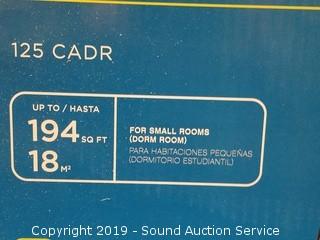 125 CADR
UP TO / HASTA
194 SQ FT
18 M²
FOR SMALL ROOMS
(DORM ROOM)
PARA HABITACIONES PEQUEÑAS
(DORMITORIO ESTUDIANTIL)
Copyright 2019 - Sound Auction Service